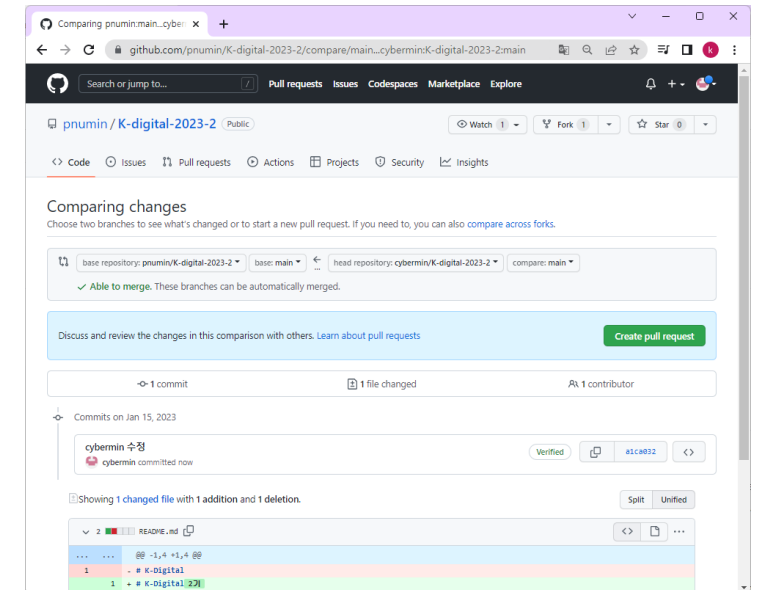 Comparing pnumin:main...cyber
github.com/pnumin/K-digital-2023-2/compare/main...cybermin:K-digital-2023-2:main
k
Search or jump to... /
Pull requests Issues Codespaces Marketplace Explore
pnumin / K-digital-2023-2 Public
Watch 1 Fork 1 Star 0
Code Issues Pull requests Actions Projects Security Insights
Comparing changes
Choose two branches to see what's changed or to start a new pull request. If you need to, you can also compare across forks.
base repository: pnumin/K-digital-2023-2 base: main ← ... head repository: cybermin/K-digital-2023-2 compare: main
✓ Able to merge. These branches can be automatically merged.
Discuss and review the changes in this comparison with others. Learn about pull requests Create pull request
1 commit 1 file changed 1 contributor
Commits on Jan 15, 2023
cybermin 수정
cybermin committed now
Verified a1ca032 <>
Showing 1 changed file with 1 addition and 1 deletion. Split Unified
2 README.md <> ...
... ... @@ -1,4 +1,4 @@
1 - # K-Digital
1 + # K-Digital 2기